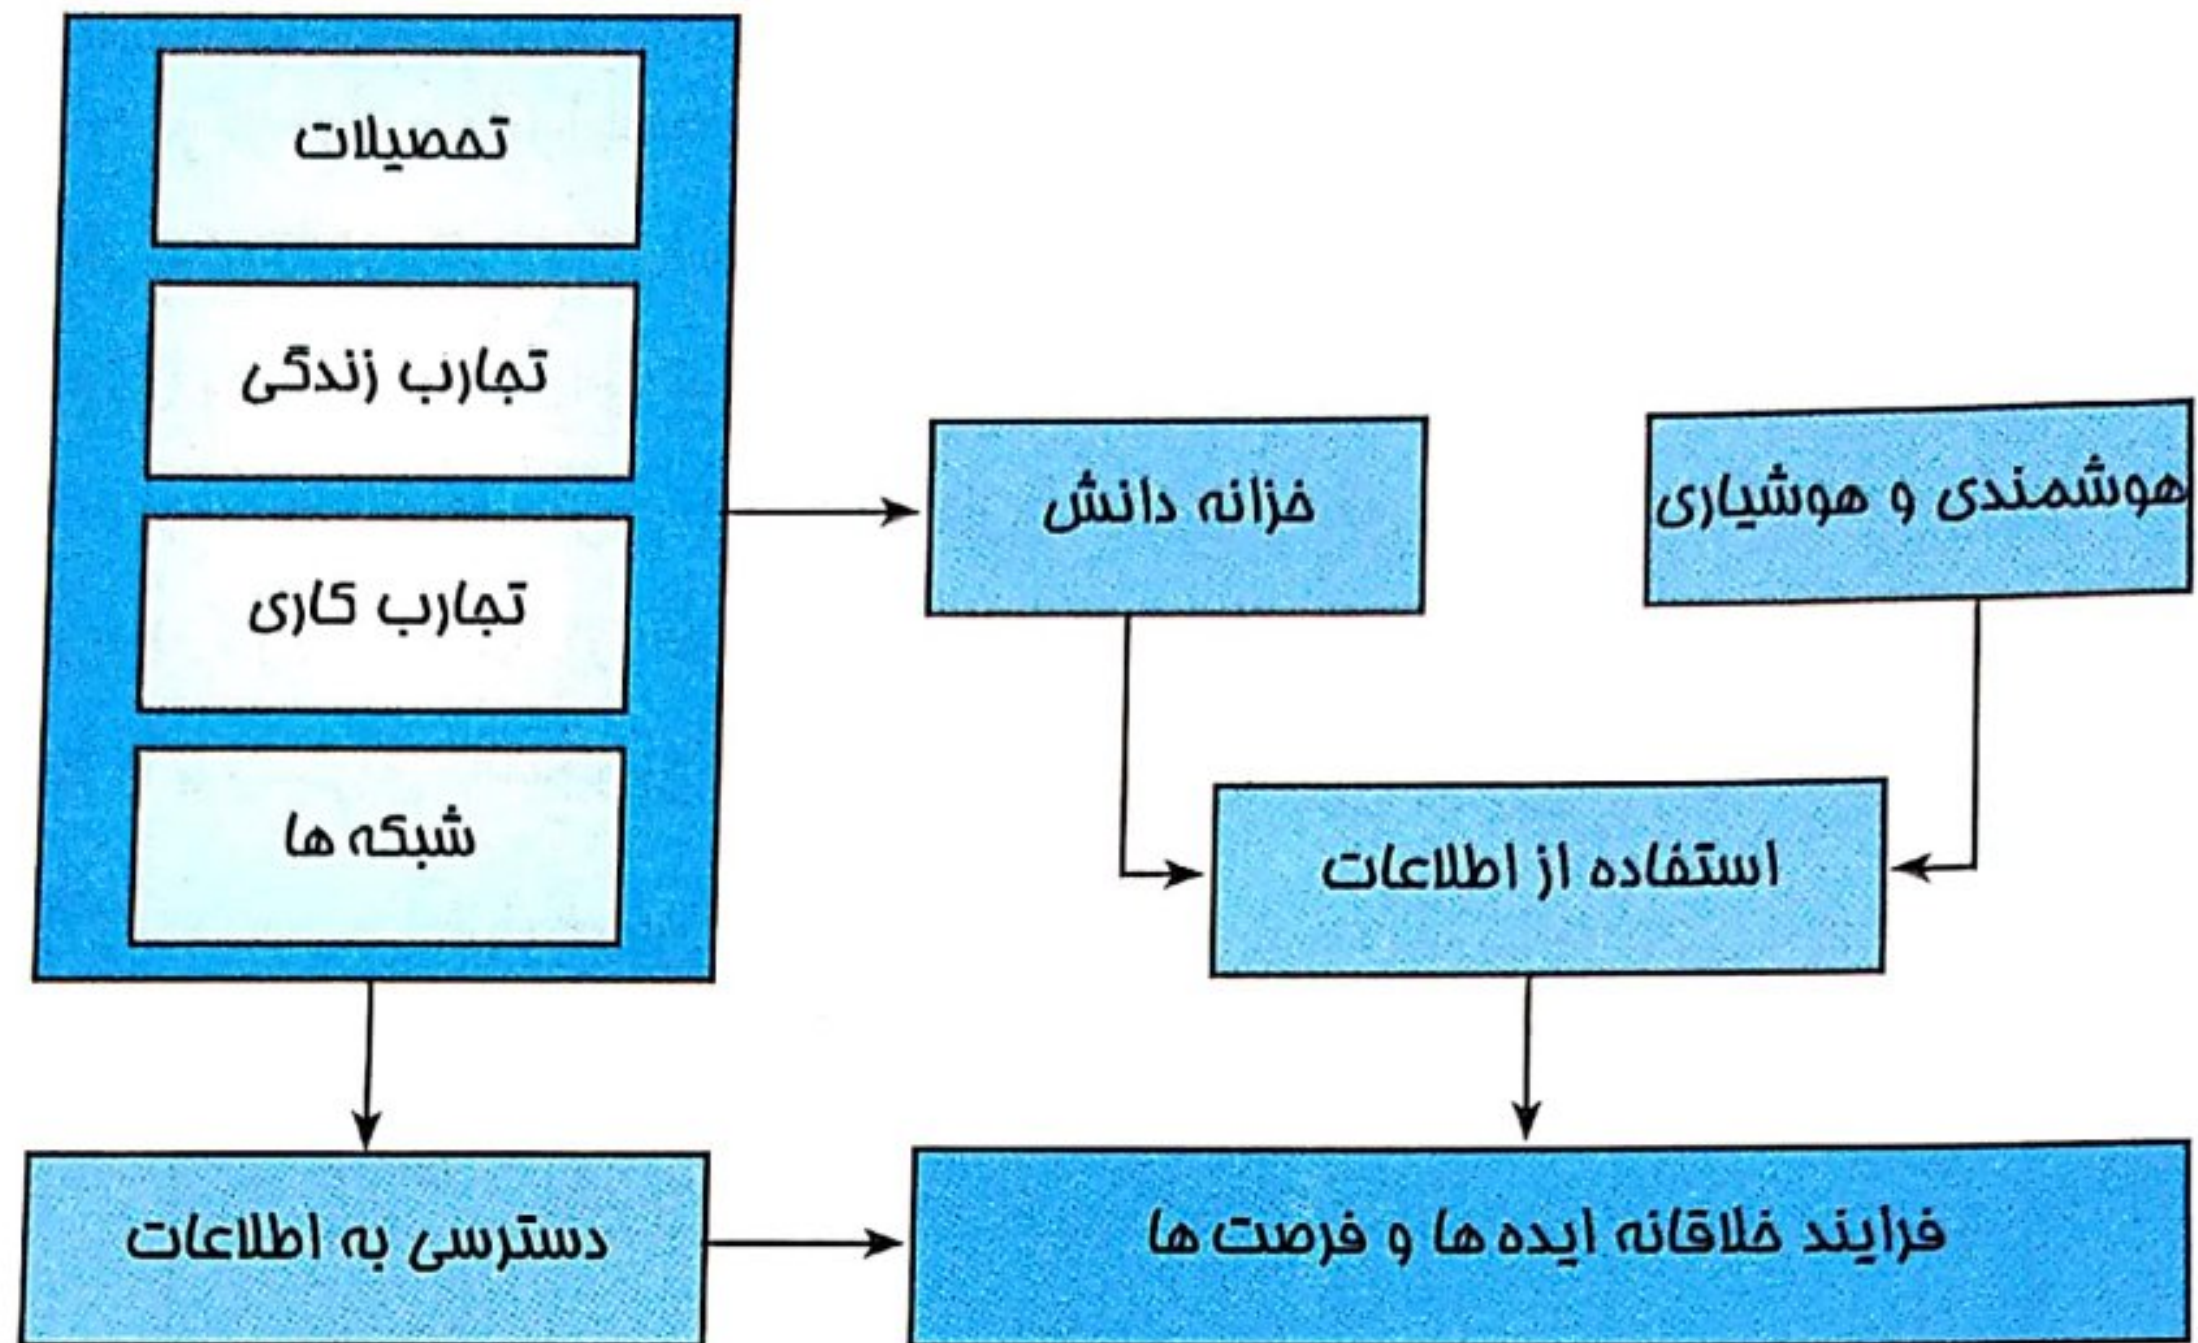 تحصیلات
تجارب زندگی
تجارب کاری
شبکه ها
خزانه دانش
هوشمندی و هوشیاری
استفاده از اطلاعات
دسترسی به اطلاعات
فرایند خلاقانه ایده ها و فرصت ها